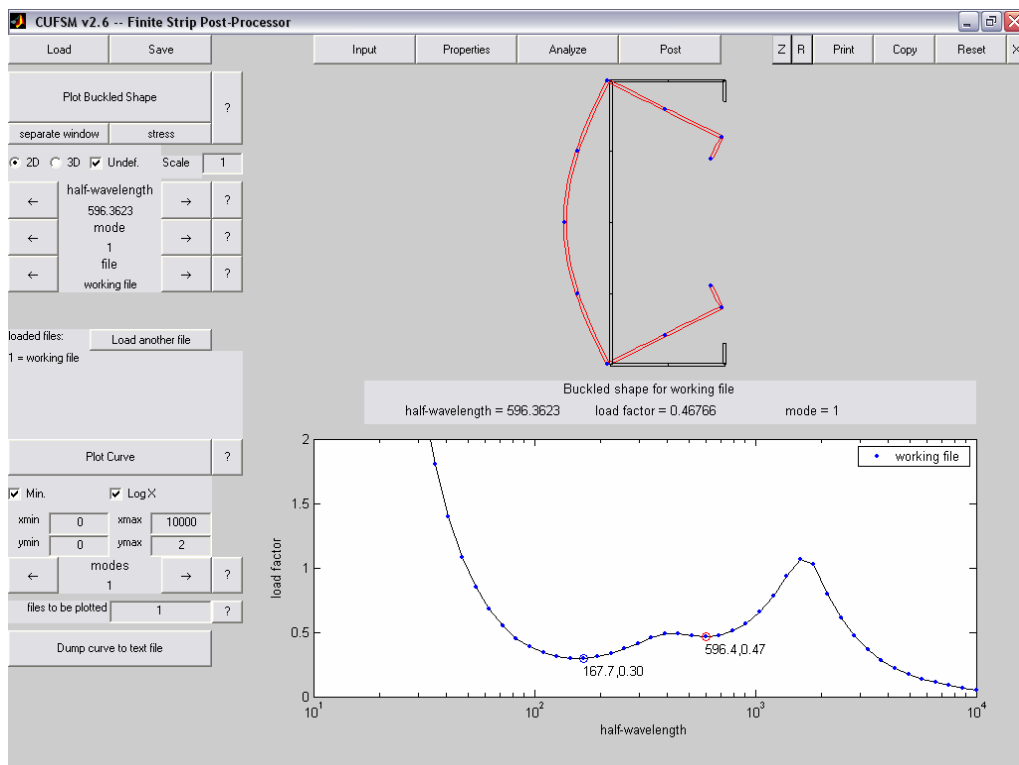 CUFSM v2.6 -- Finite Strip Post-Processor
Load Save Input Properties Analyze Post Z R Print Copy Reset X
Plot Buckled Shape ?
separate window stress
2D 3D Undef. Scale 1
half-wavelength
← 596.3623 → ?
mode
← 1 → ?
file
← working file → ?
loaded files: Load another file
1 = working file
Buckled shape for working file
half-wavelength = 596.3623 load factor = 0.46766 mode = 1
Plot Curve ?
Min. Log X
xmin 0 xmax 10000
ymin 0 ymax 2
modes
← 1 → ?
files to be plotted 1 ?
Dump curve to text file
working file
2
1.5
1
0.5
0
load factor
167.7,0.30
596.4,0.47
10^1 10^2 10^3 10^4
half-wavelength